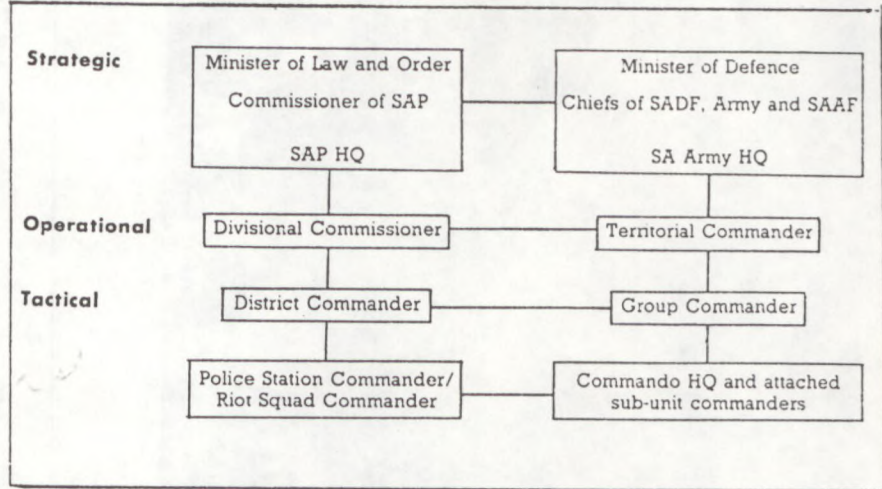 Strategic
Minister of Law and Order
Commissioner of SAP
SAP HQ
Minister of Defence
Chiefs of SADF, Army and SAAF
SA Army HQ
Operational
Divisional Commissioner
Territorial Commander
Tactical
District Commander
Group Commander
Police Station Commander/
Riot Squad Commander
Commando HQ and attached
sub-unit commanders